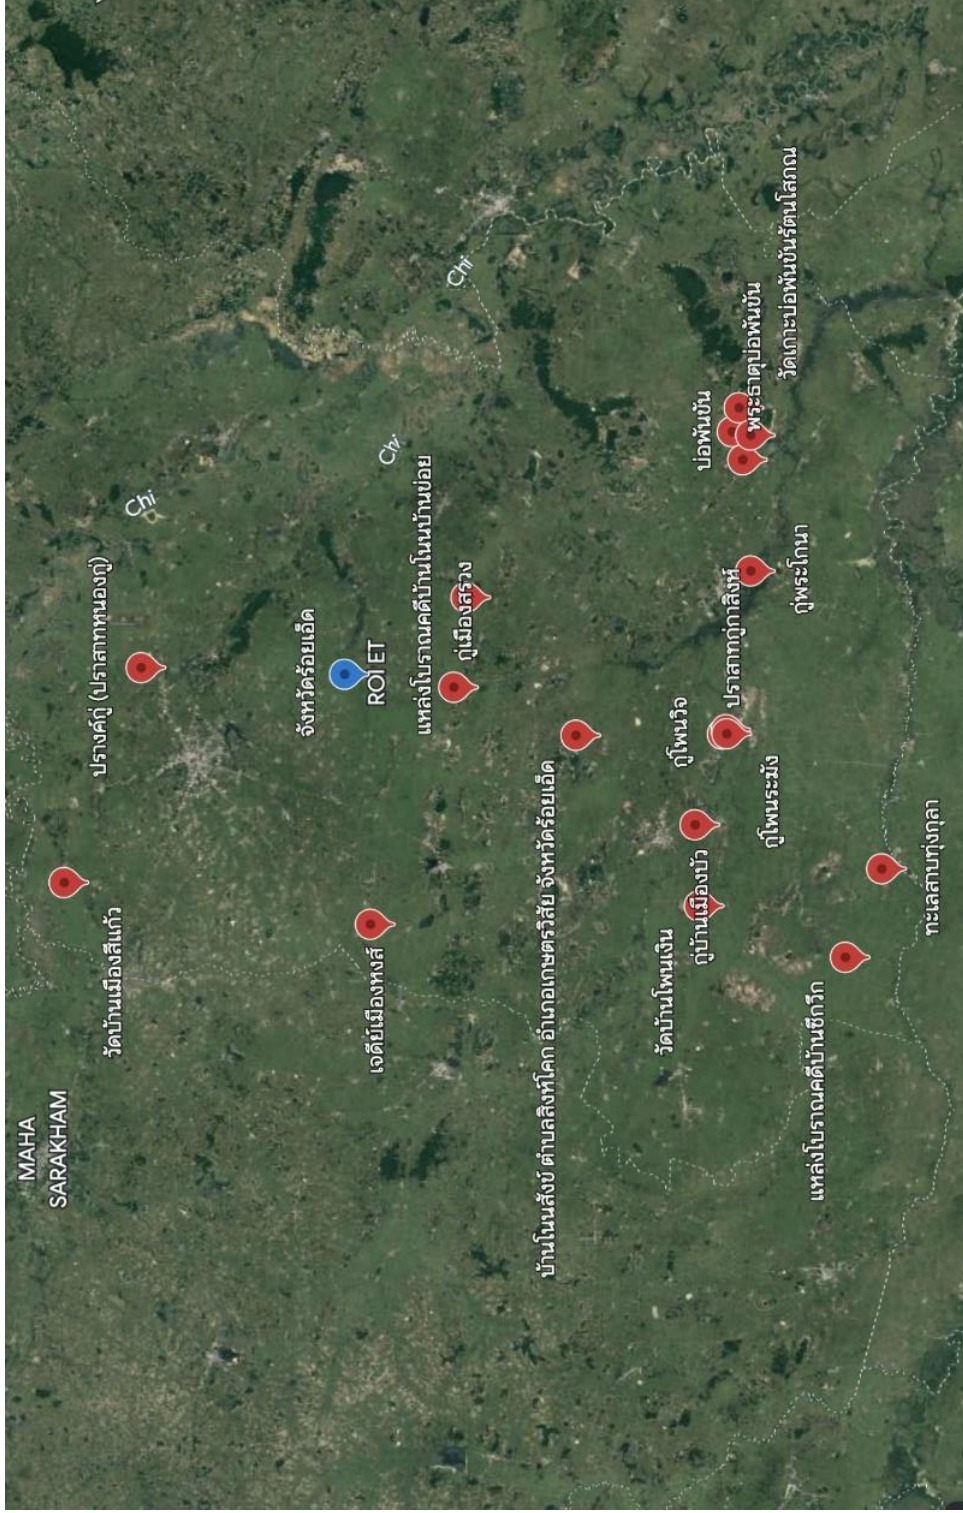 MAHA
SARAKHAM
วัดบ้านเมืองสีแก้ว
ปรางค์กู่ (ปราสาทหนองกู่)
Chi
จังหวัดร้อยเอ็ด
ROI ET
เจดีย์เมืองหงส์
Chi
Chi
แหล่งโบราณคดีบ้านโนนบ้านข่อย
กู่เมืองสรวง
บ้านโนนสังข์ ตำบลสิงห์โคก อำเภอเกษตรวิสัย จังหวัดร้อยเอ็ด
วัดบ้านโพนเงิน
กู่บ้านเมืองบัว
กู่โพนวิจ
ปราสาทกู่กาสิงห์
กู่โพนระฆัง
บ่อพันขัน
พระธาตุบ่อพันขัน
วัดเกาะบ่อพันขันรัตนโสภณ
กู่พระโกนา
แหล่งโบราณคดีบ้านซึกวึก
ทะเลสาบทุ่งกุลา